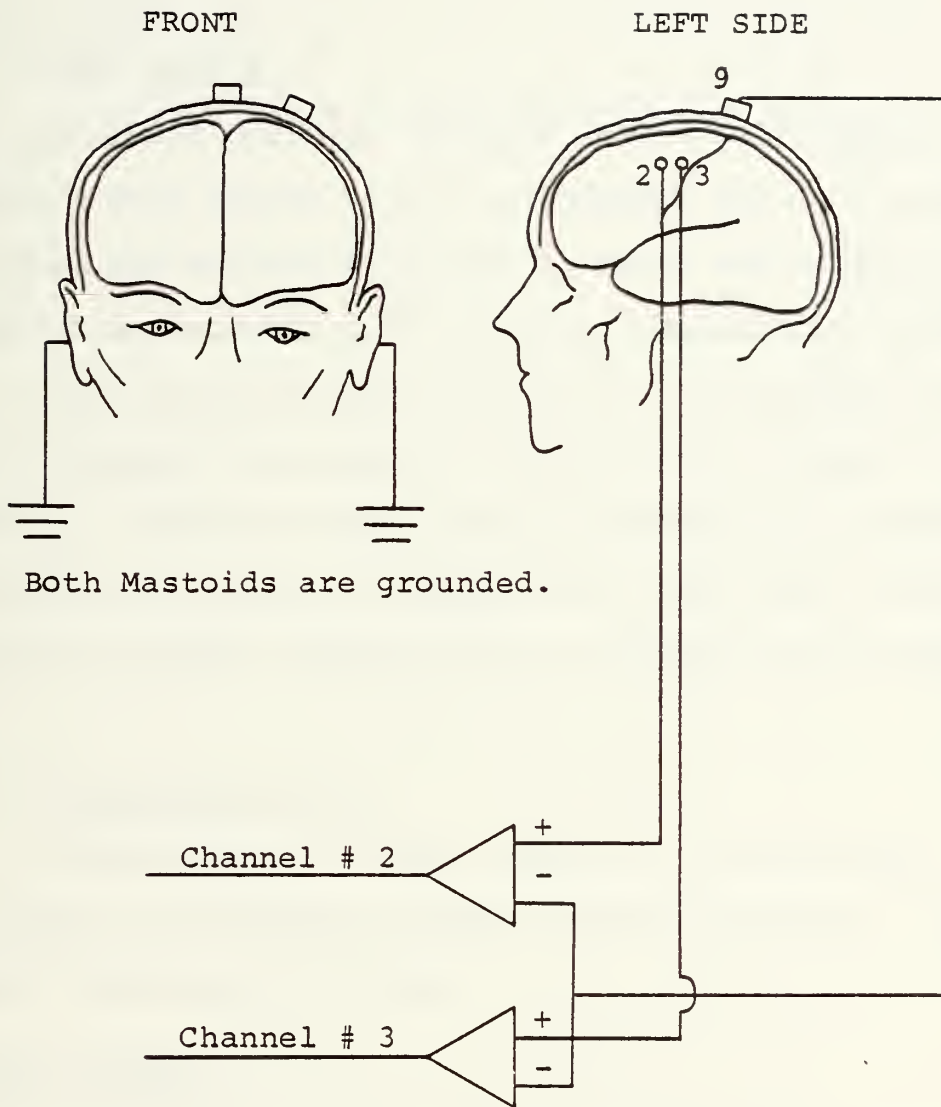 FRONT
LEFT SIDE
9
2
3
Both Mastoids are grounded.
+
Channel # 2
-
+
Channel # 3
-